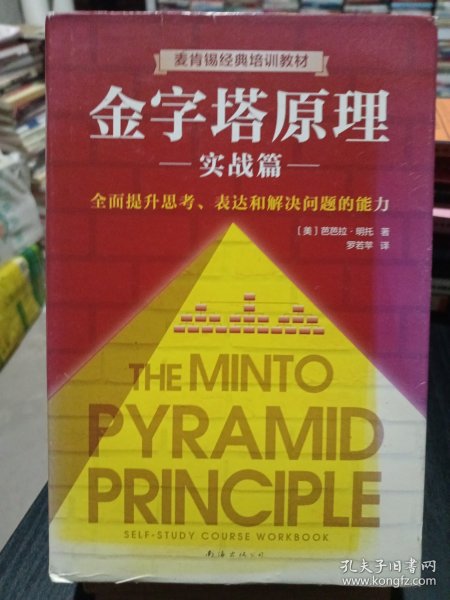 麦肯锡经典培训教材
金字塔原理
实战篇
全面提升思考、表达和解决问题的能力
[美]芭芭拉·明托 著
罗若苹 译
THE MINTO
PYRAMID
PRINCIPLE
SELF-STUDY COURSE WORKBOOK
南海出版公司
孔夫子旧书网
www.kongfz.com